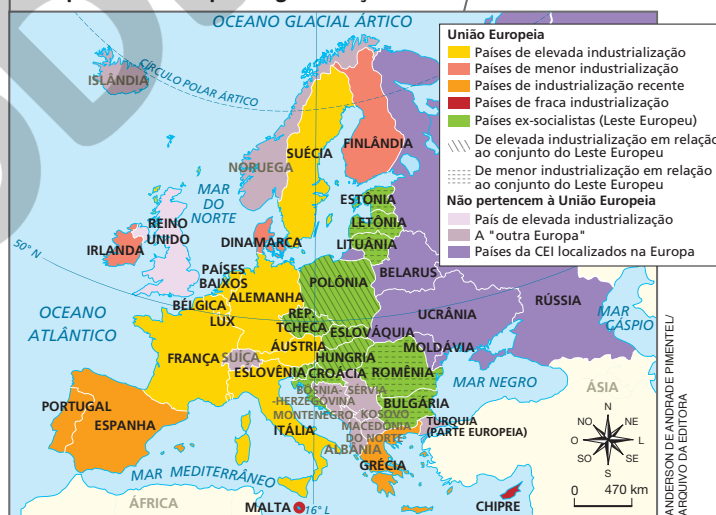 OCEANO GLACIAL ÁRTICO
União Europeia
Países de elevada industrialização
Países de menor industrialização
Países de industrialização recente
Países de fraca industrialização
Países ex-socialistas (Leste Europeu)
De elevada industrialização em relação
ao conjunto do Leste Europeu
De menor industrialização em relação
ao conjunto do Leste Europeu
Não pertencem à União Europeia
País de elevada industrialização
A "outra Europa"
Países da CEI localizados na Europa
CÍRCULO POLAR ÁRTICO
ISLÂNDIA
SUÉCIA
FINLÂNDIA
NORUEGA
MAR
DO
NORTE
ESTÔNIA
LETÔNIA
LITUÂNIA
REINO
UNIDO
DINAMARCA
IRLANDA
50° N
PAÍSES
BAIXOS
BELARUS
POLÔNIA
ALEMANHA
BÉLGICA
LUX
REP.
TCHECA
UCRÂNIA
RÚSSIA
MAR
CÁSPIO
OCEANO
ATLÂNTICO
ESLOVÁQUIA
ÁUSTRIA
MOLDÁVIA
FRANÇA
SUÍÇA
HUNGRIA
ESLOVÊNIA
CROÁCIA
ROMÊNIA
BÓSNIA-
-HERZEGOVINA
SÉRVIA
MAR NEGRO
ÁSIA
MONTENEGRO
KOSOVO
BULGÁRIA
MACEDÔNIA
DO NORTE
PORTUGAL
ESPANHA
ITÁLIA
ALBÂNIA
TURQUIA
(PARTE EUROPEIA)
GRÉCIA
MAR MEDITERRÂNEO
ÁFRICA
MALTA
16° L
CHIPRE
N
NO
NE
O
L
SO
SE
S
0
470 km
ANDERSON DE ANDRADE PIMENTEL/
ARQUIVO DA EDITORA